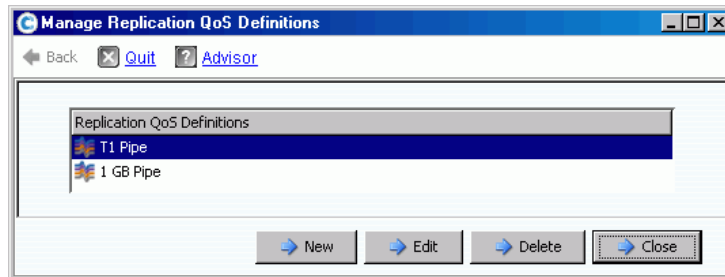 Manage Replication QoS Definitions
Back Quit Advisor
Replication QoS Definitions
T1 Pipe
1 GB Pipe
New Edit Delete Close